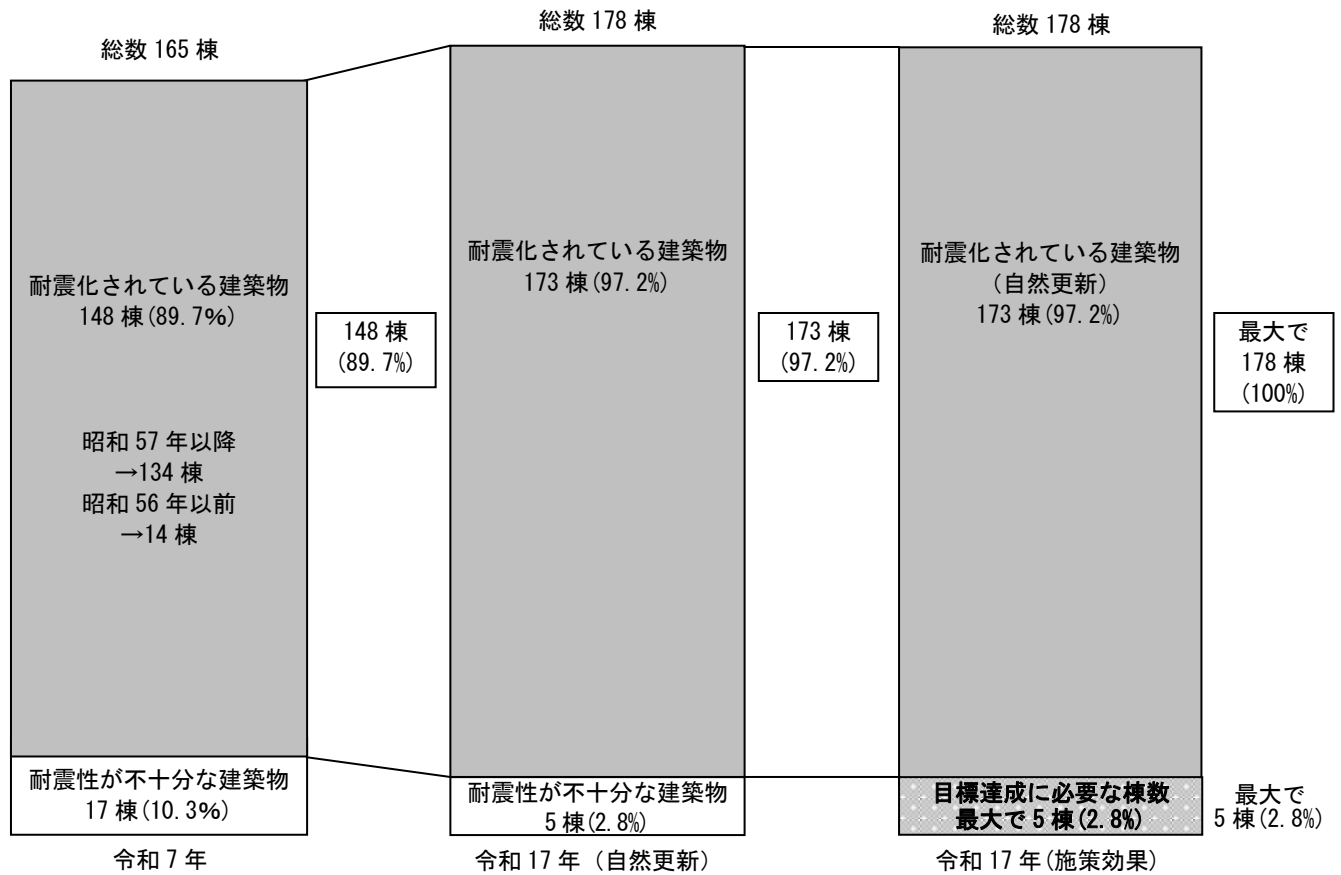 総数 165 棟
耐震化されている建築物
148 棟(89.7%)
昭和 57 年以降
→134 棟
昭和 56 年以前
→14 棟
耐震性が不十分な建築物
17 棟(10.3%)
令和 7 年
148 棟
(89.7%)
総数 178 棟
耐震化されている建築物
173 棟(97.2%)
耐震性が不十分な建築物
5 棟(2.8%)
令和 17 年（自然更新）
173 棟
(97.2%)
総数 178 棟
耐震化されている建築物
（自然更新）
173 棟(97.2%)
目標達成に必要な棟数
最大で 5 棟(2.8%)
令和 17 年(施策効果)
最大で
178 棟
(100%)
最大で
5 棟(2.8%)